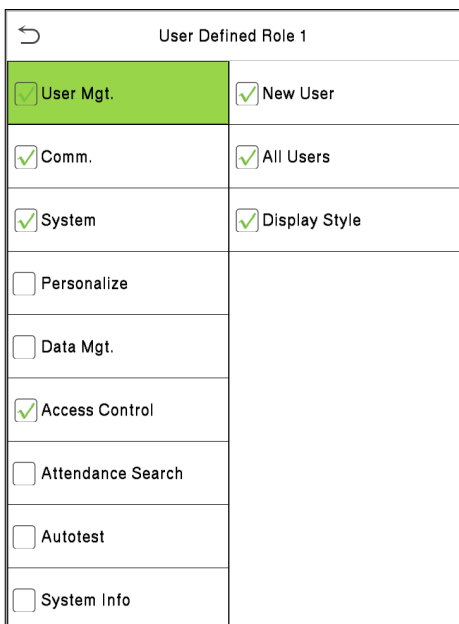 User Defined Role 1
User Mgt.
New User
Comm.
All Users
System
Display Style
Personalize
Data Mgt.
Access Control
Attendance Search
Autotest
System Info